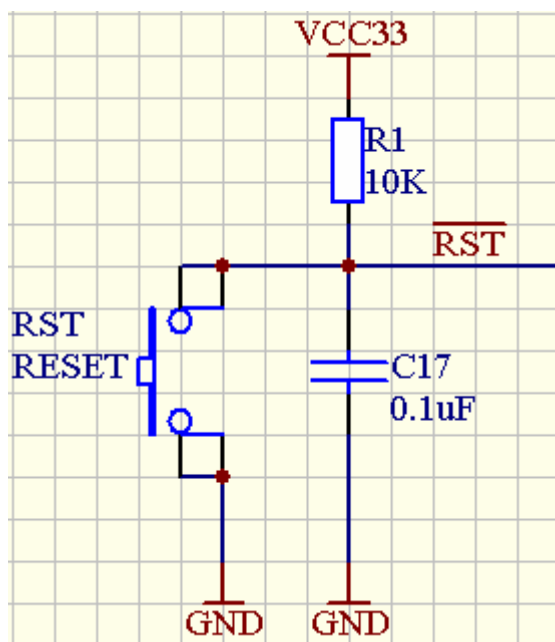 VCC33
R1
10K
RST
RST
RESET
C17
0.1uF
GND
GND